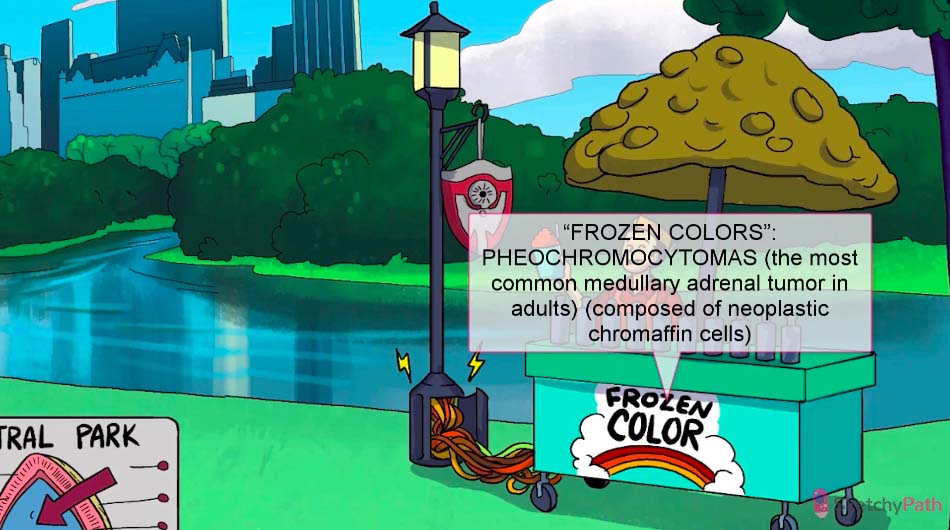 “FROZEN COLORS”:
PHEOCHROMOCYTOMAS (the most
common medullary adrenal tumor in
adults) (composed of neoplastic
chromaffin cells)
FROZEN
COLOR
TRAL PARK
SketchyPath